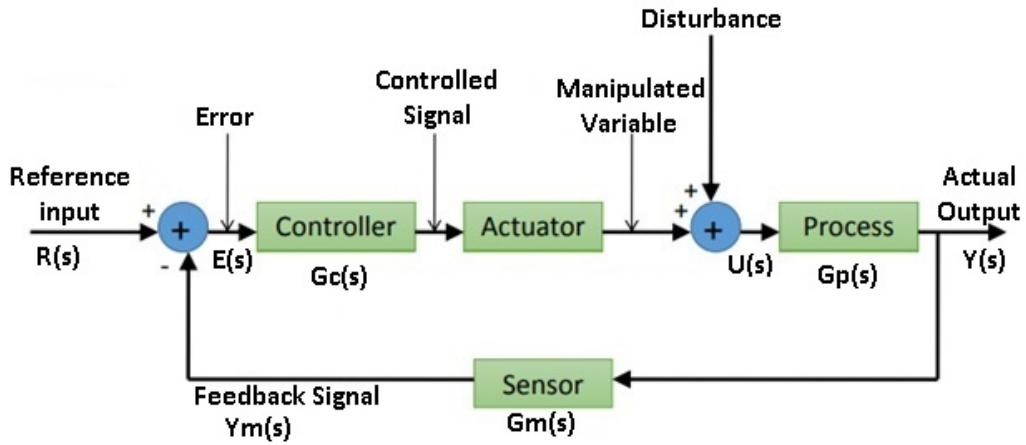 Disturbance
Controlled
Signal
Manipulated
Variable
Error
Reference
input
R(s)
+
+
-
E(s)
Controller
Gc(s)
Actuator
+
+
+
U(s)
Process
Gp(s)
Actual
Output
Y(s)
Feedback Signal
Ym(s)
Sensor
Gm(s)